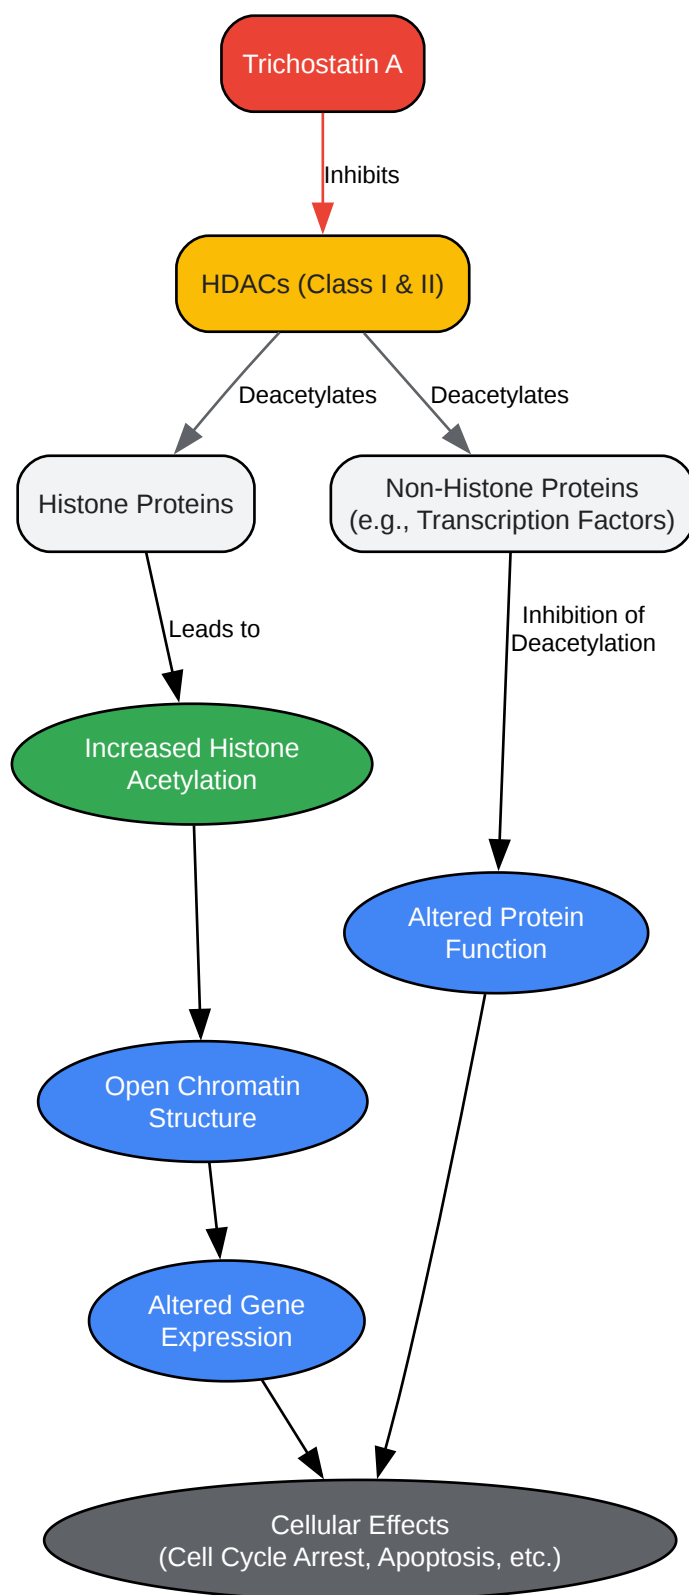 Trichostatin A
Inhibits
HDACs (Class I & II)
Deacetylates
Deacetylates
Histone Proteins
Non-Histone Proteins
(e.g., Transcription Factors)
Leads to
Inhibition of
Deacetylation
Increased Histone
Acetylation
Altered Protein
Function
Open Chromatin
Structure
Altered Gene
Expression
Cellular Effects
(Cell Cycle Arrest, Apoptosis, etc.)